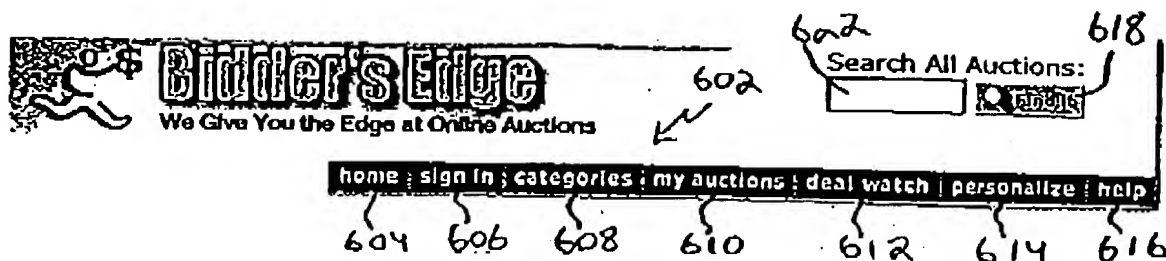 622 618
Search All Auctions:
Bidder's Edge
602
We Give You the Edge at Online Auctions
home sign in categories my auctions deal watch personalize help
604 606 608 610 612 614 616